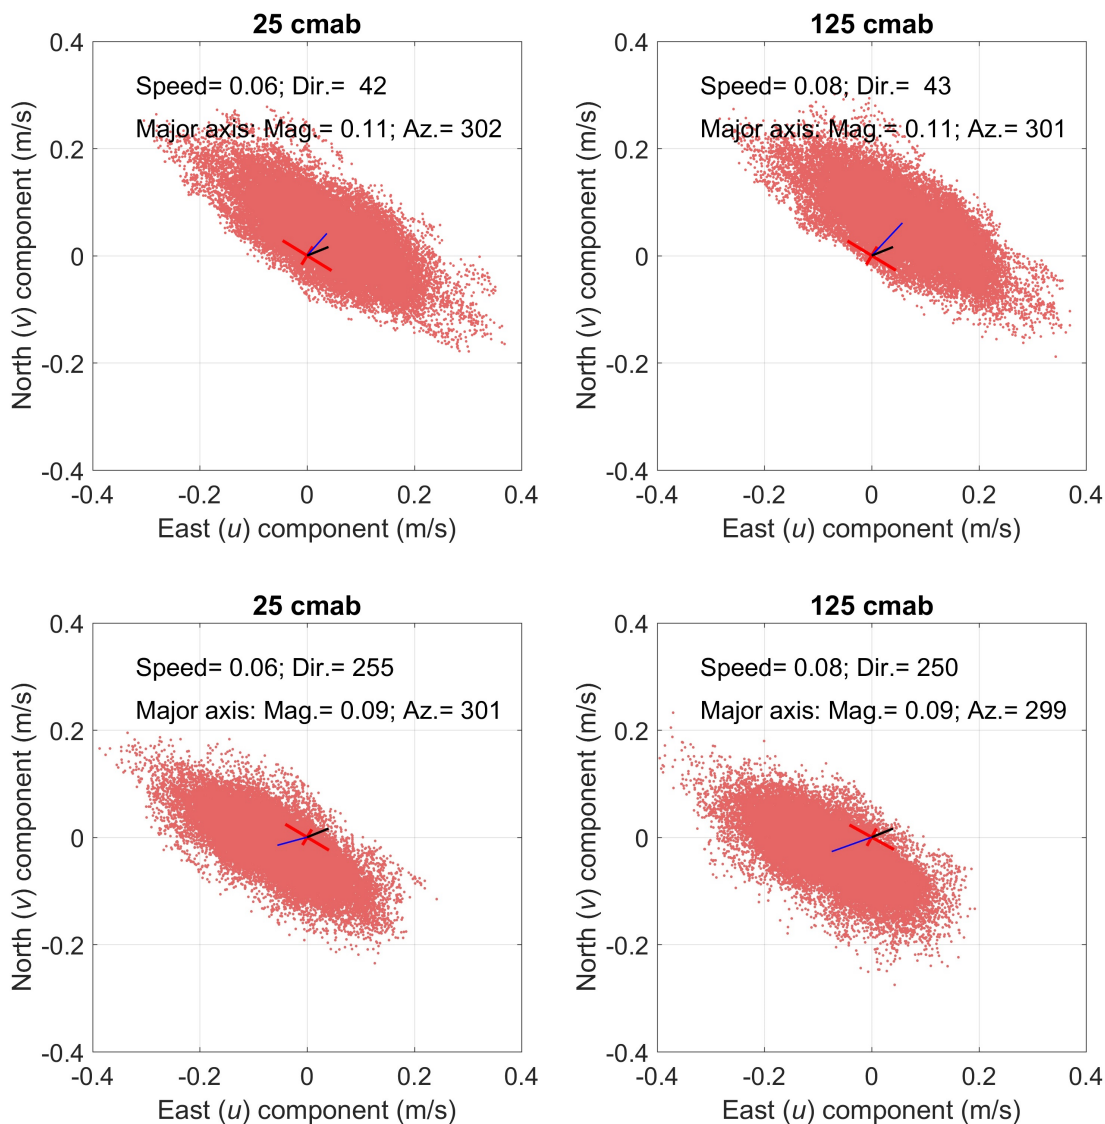 25 cmab
0.4
Speed= 0.06; Dir.= 42
Major axis: Mag.= 0.11; Az.= 302
0.2
0
-0.2
-0.4
North (v) component (m/s)
-0.4 -0.2 0 0.2 0.4
East (u) component (m/s)
125 cmab
0.4
Speed= 0.08; Dir.= 43
Major axis: Mag.= 0.11; Az.= 301
0.2
0
-0.2
-0.4
North (v) component (m/s)
-0.4 -0.2 0 0.2 0.4
East (u) component (m/s)
25 cmab
0.4
Speed= 0.06; Dir.= 255
Major axis: Mag.= 0.09; Az.= 301
0.2
0
-0.2
-0.4
North (v) component (m/s)
-0.4 -0.2 0 0.2 0.4
East (u) component (m/s)
125 cmab
0.4
Speed= 0.08; Dir.= 250
Major axis: Mag.= 0.09; Az.= 299
0.2
0
-0.2
-0.4
North (v) component (m/s)
-0.4 -0.2 0 0.2 0.4
East (u) component (m/s)